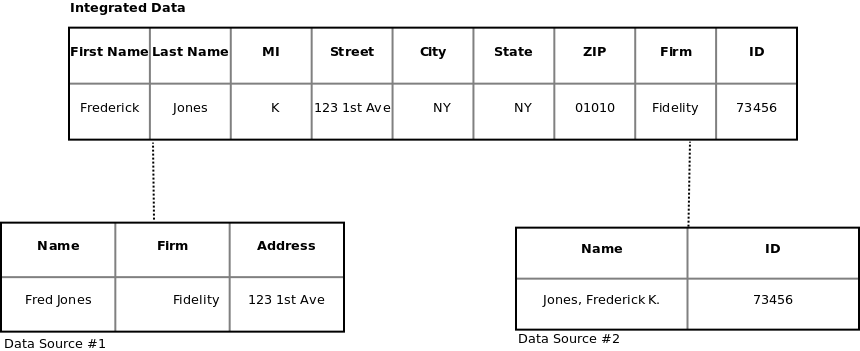 Integrated Data
First Name Last Name MI Street City State ZIP Firm ID
Frederick Jones K 123 1st Ave NY NY 01010 Fidelity 73456
Name Firm Address
Fred Jones Fidelity 123 1st Ave
Data Source #1
Name ID
Jones, Frederick K. 73456
Data Source #2